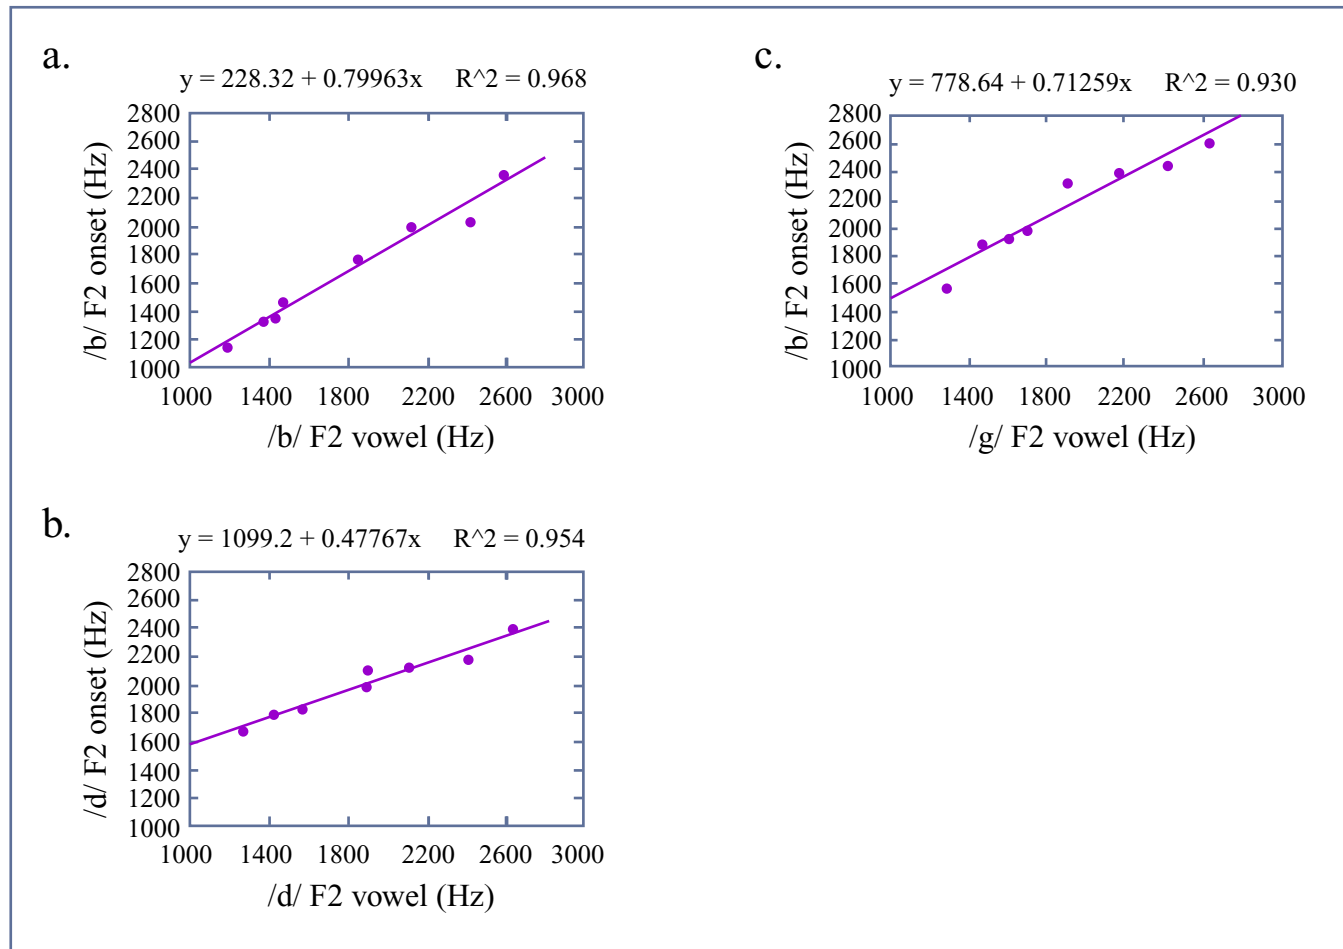 a.
y = 228.32 + 0.79963x R^2 = 0.968
/b/ F2 onset (Hz)
2800
2600
2400
2200
2000
1800
1600
1400
1200
1000
1000 1400 1800 2200 2600 3000
/b/ F2 vowel (Hz)
c.
y = 778.64 + 0.71259x R^2 = 0.930
/b/ F2 onset (Hz)
2800
2600
2400
2200
2000
1800
1600
1400
1200
1000
1000 1400 1800 2200 2600 3000
/g/ F2 vowel (Hz)
b.
y = 1099.2 + 0.47767x R^2 = 0.954
/d/ F2 onset (Hz)
2800
2600
2400
2200
2000
1800
1600
1400
1200
1000
1000 1400 1800 2200 2600 3000
/d/ F2 vowel (Hz)